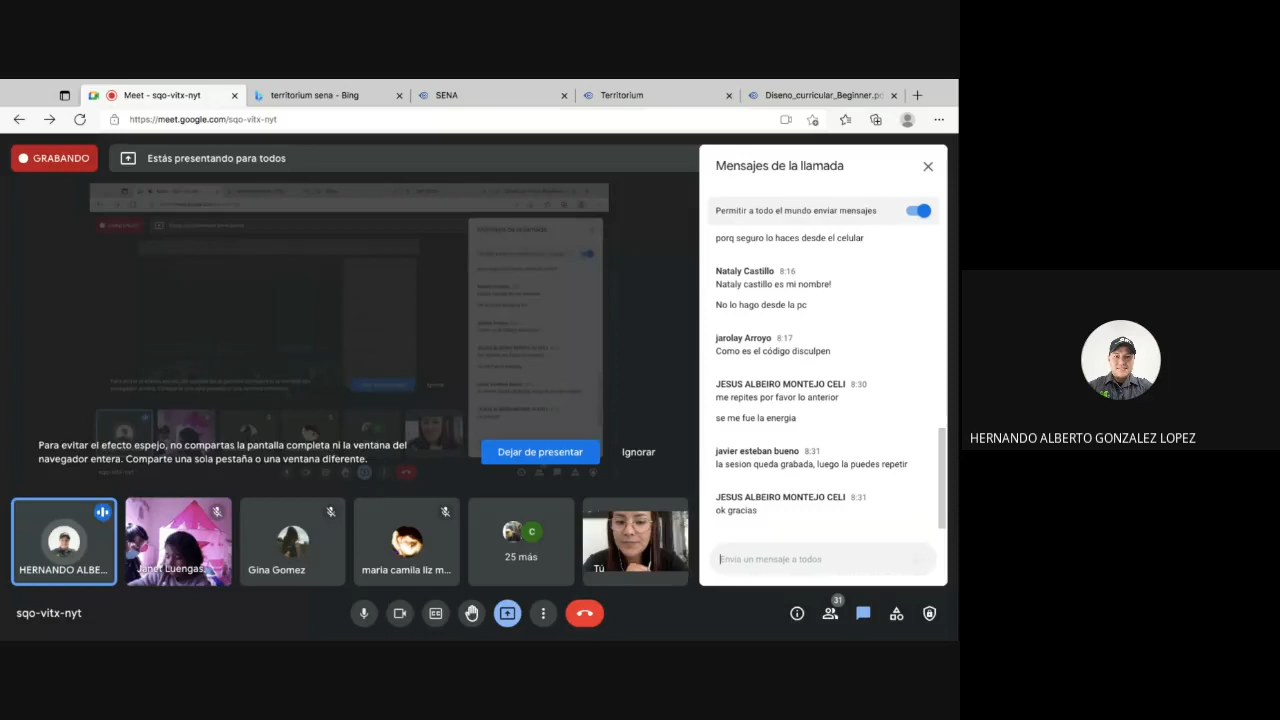 Meet - sqo-vitx-nyt
territorium sena - Bing
SENA
Territorium
Diseno_curricular_Beginner.pd
https://meet.google.com/sqo-vitx-nyt
GRABANDO
Estás presentando para todos
Mensajes de la llamada
Permitir a todo el mundo enviar mensajes
porq seguro lo haces desde el celular
Nataly Castillo 8:16
Nataly castillo es mi nombre!
No lo hago desde la pc
jarolay Arroyo 8:17
Como es el código disculpen
JESUS ALBEIRO MONTEJO CELI 8:30
me repites por favor lo anterior
se me fue la energia
javier esteban bueno 8:31
la sesion queda grabada, luego la puedes repetir
JESUS ALBEIRO MONTEJO CELI 8:31
ok gracias
Envía un mensaje a todos
Para evitar el efecto espejo, no compartas la pantalla completa ni la ventana del
navegador entera. Comparte una sola pestaña o una ventana diferente.
Dejar de presentar
Ignorar
HERNANDO ALBE...
Janet Luengas
Gina Gomez
maria camila liz m...
C
25 más
Tú
sqo-vitx-nyt
31
HERNANDO ALBERTO GONZALEZ LOPEZ